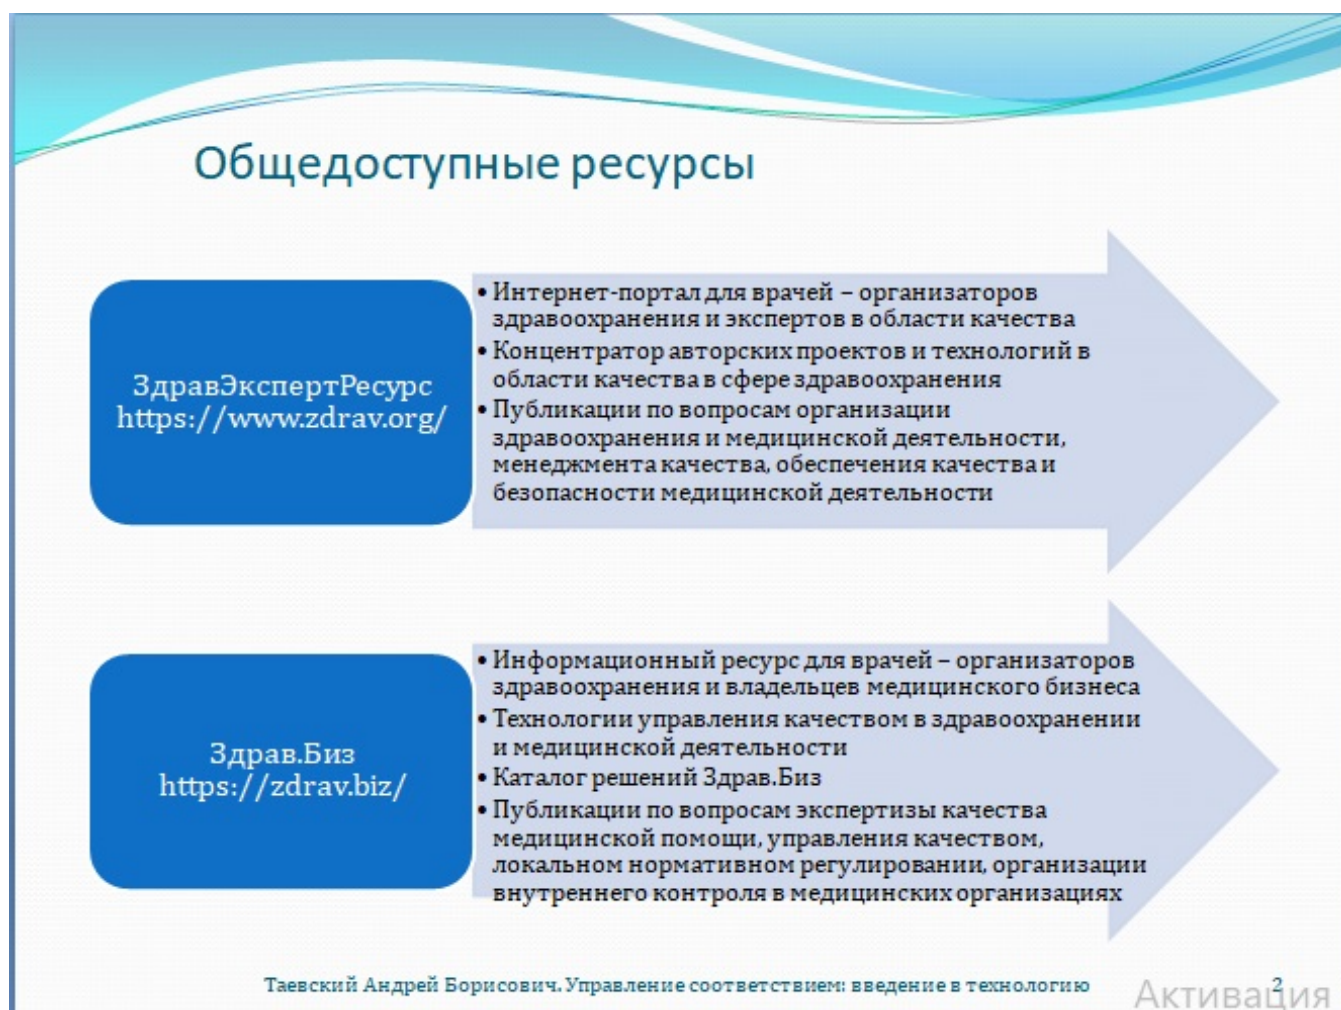 Общедоступные ресурсы
ЗдравЭкспертРесурс
https://www.zdrav.org/
• Интернет-портал для врачей – организаторов
здравоохранения и экспертов в области качества
• Концентратор авторских проектов и технологий в
области качества в сфере здравоохранения
• Публикации по вопросам организации
здравоохранения и медицинской деятельности,
менеджмента качества, обеспечения качества и
безопасности медицинской деятельности
Здрав.Биз
https://zdrav.biz/
• Информационный ресурс для врачей – организаторов
здравоохранения и владельцев медицинского бизнеса
• Технологии управления качеством в здравоохранении
и медицинской деятельности
• Каталог решений Здрав.Биз
• Публикации по вопросам экспертизы качества
медицинской помощи, управления качеством,
локальном нормативном регулировании, организации
внутреннего контроля в медицинских организациях
Таевский Андрей Борисович. Управление соответствием: введение в технологию
2
Активация